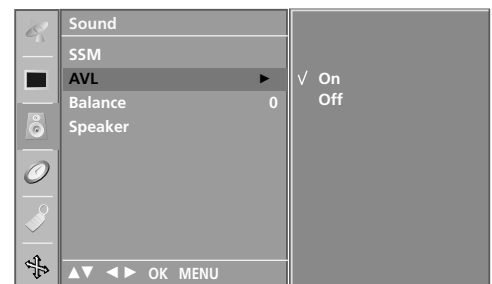 Sound
SSM
AVL ►
Balance 0
Speaker
▲▼ ◄► OK MENU
√ On
Off